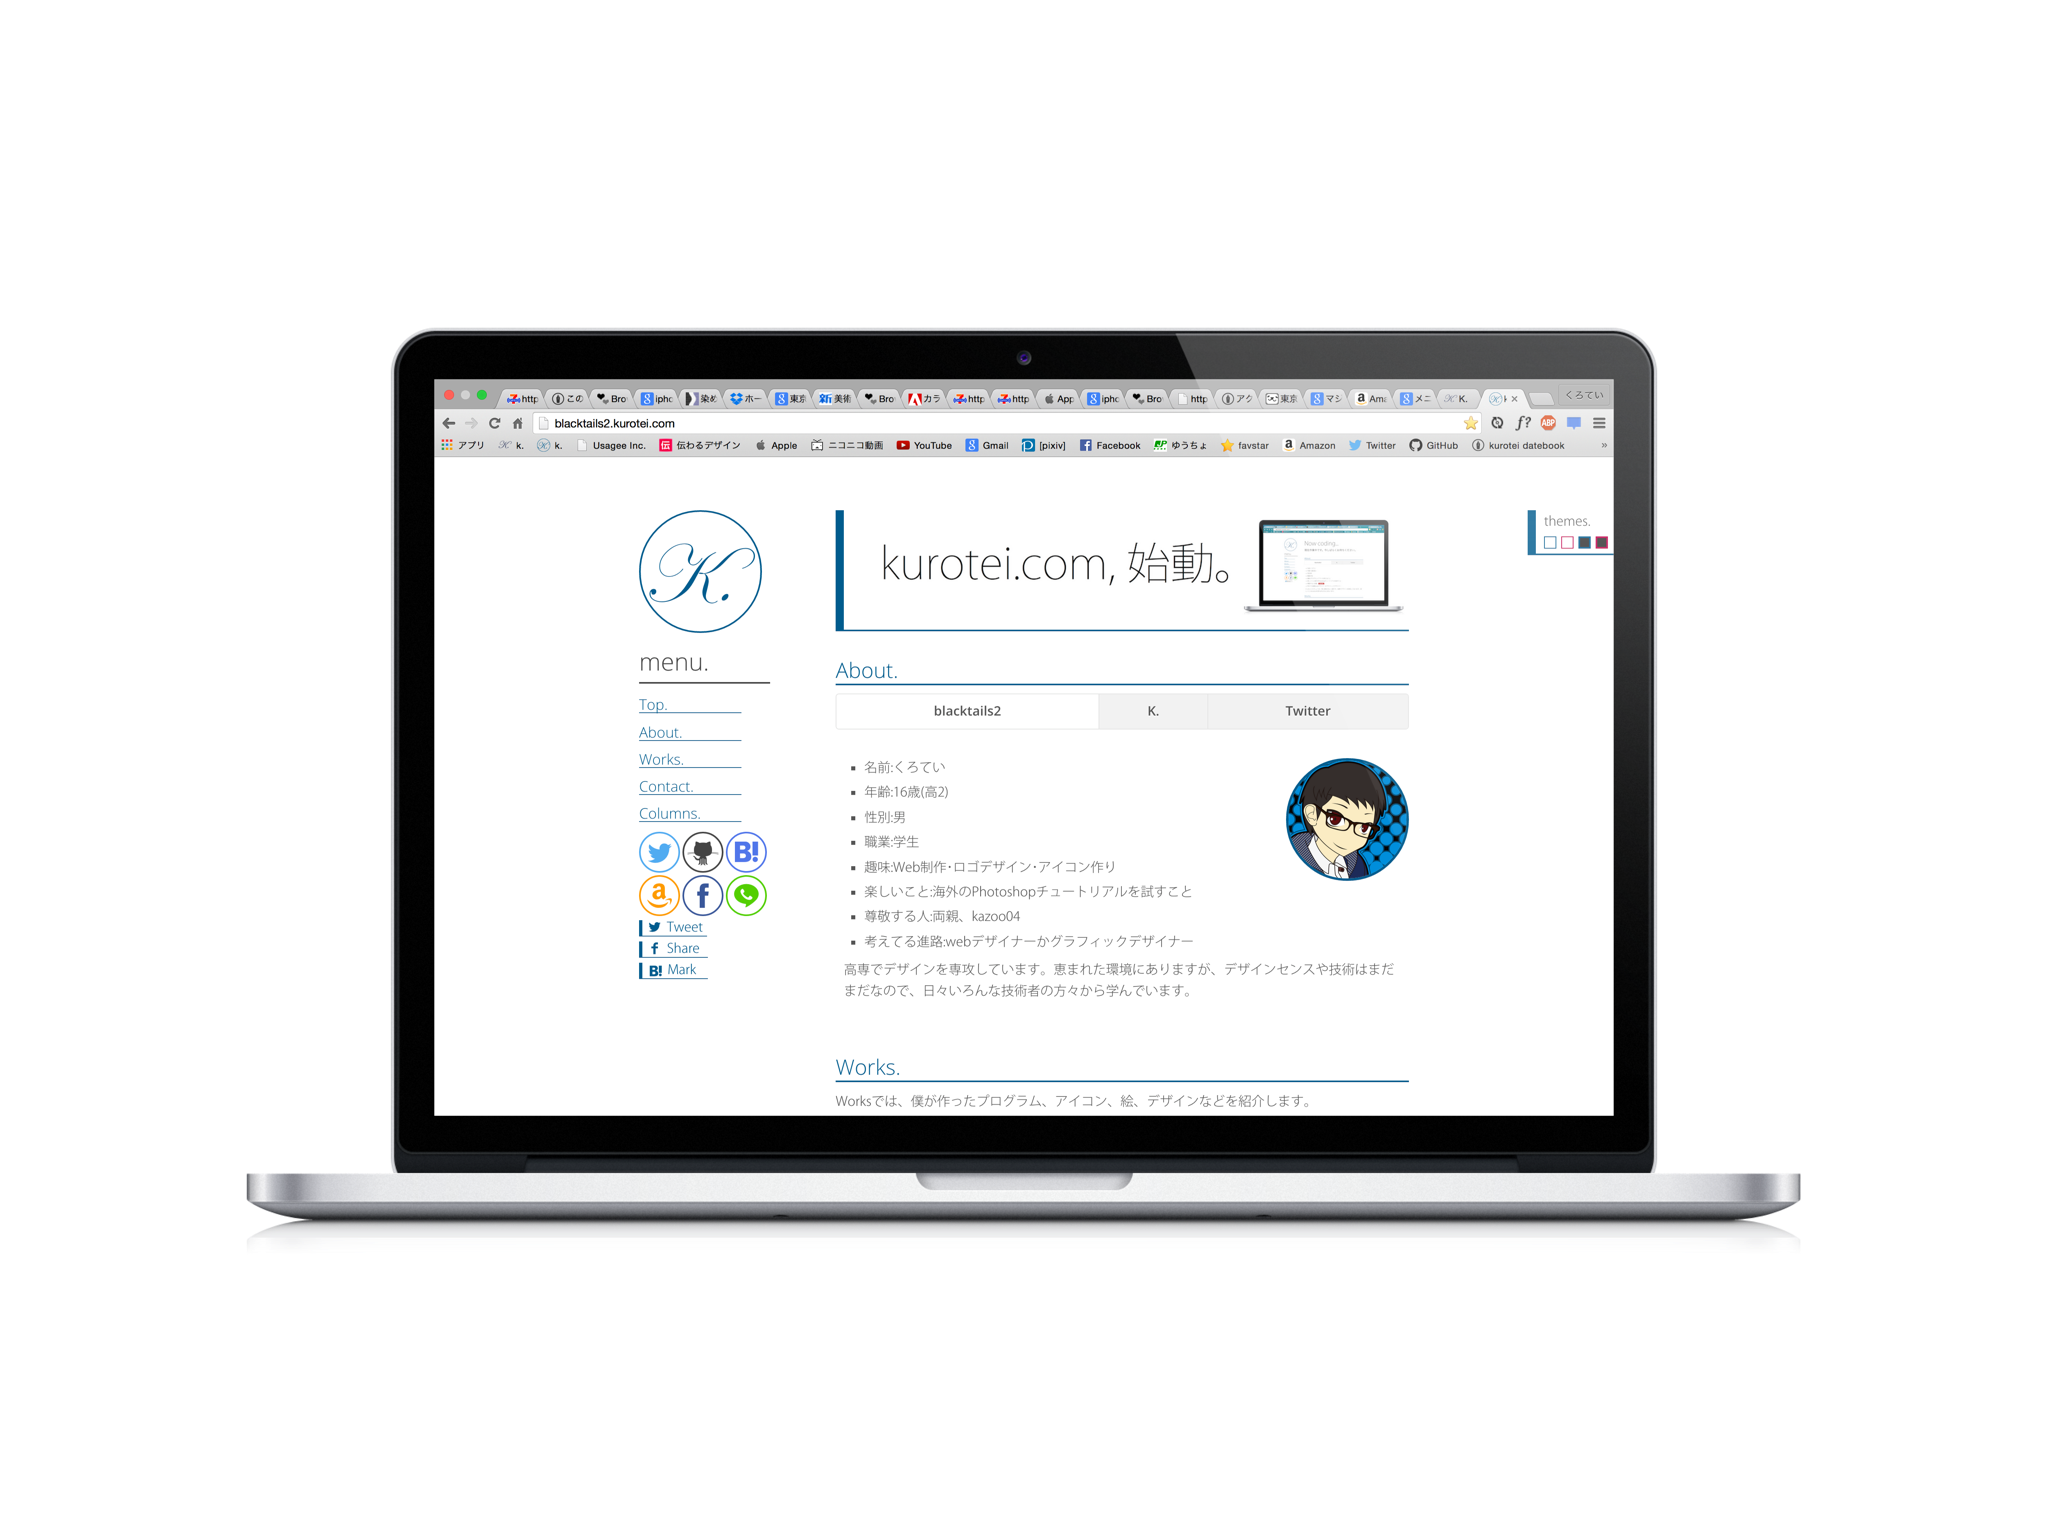 http
この
Bro
iphc
染め
ホー
東京
新 美術
Bro
カラ
http
http
App
iphc
Bro
http
アク
東京
マシ
Ama
メニ
K.
くろてい
blacktails2.kurotei.com
f?
ABP
アプリ
k.
k.
Usagee Inc.
伝 伝わるデザイン
Apple
ニコニコ動画
YouTube
Gmail
[pixiv]
Facebook
ゆうちょ
favstar
Amazon
Twitter
GitHub
kurotei datebook
»
K.
kurotei.com, 始動。
Now coding..
themes.
menu.
Top.
About.
Works.
Contact.
Columns.
B!
Tweet
Share
B! Mark
About.
blacktails2
K.
Twitter
名前:くろてい
年齢:16歳(高2)
性別:男
職業:学生
趣味:Web制作・ロゴデザイン・アイコン作り
楽しいこと:海外のPhotoshopチュートリアルを試すこと
尊敬する人:両親、kazoo04
考えてる進路:webデザイナーかグラフィックデザイナー
高専でデザインを専攻しています。恵まれた環境にありますが、デザインセンスや技術はまだ
まだなので、日々いろんな技術者の方々から学んでいます。
Works.
Worksでは、僕が作ったプログラム、アイコン、絵、デザインなどを紹介します。